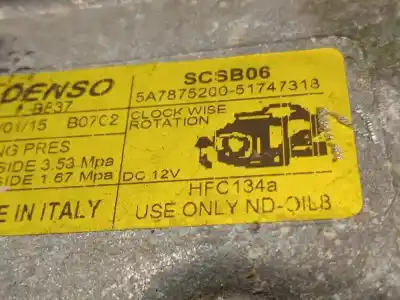 DENSO
SCSB06
5A7875200-51747318
BE37
/01/15 B07C2
CLOCK WISE
ROTATION
NG PRES
SIDE 3.53 Mpa
SIDE 1.67 Mpa
DC 12V
HFC134a
E IN ITALY
USE ONLY ND-OIL8